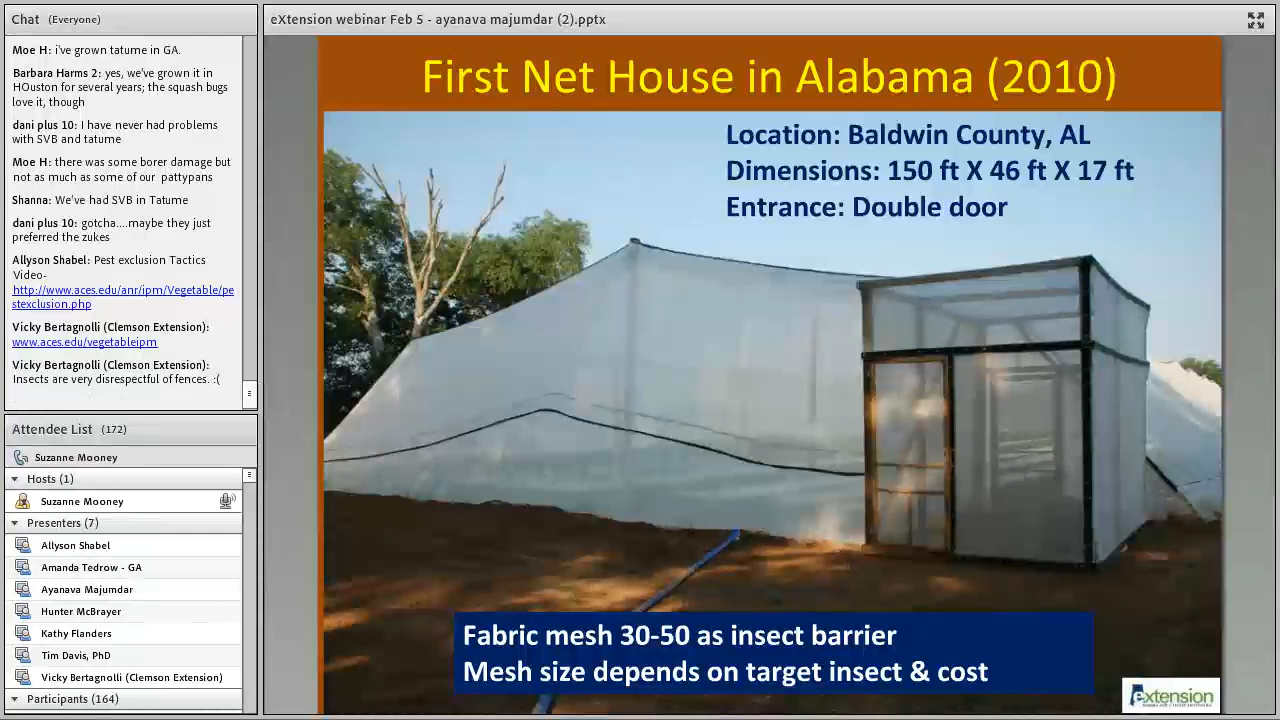 Chat (Everyone)
Moe H: i've grown tatume in GA.
Barbara Harms 2: yes, we've grown it in
HOuston for several years; the squash bugs
love it, though
dani plus 10: I have never had problems
with SVB and tatume
Moe H: there was some borer damage but
not as much as some of our pattypans
Shanna: We've had SVB in Tatume
dani plus 10: gotcha....maybe they just
preferred the zukes
Allyson Shabel: Pest exclusion Tactics
Video-
http://www.aces.edu/anr/ipm/Vegetable/pe
stexclusion.php
Vicky Bertagnolli (Clemson Extension):
www.aces.edu/vegetableipm
Vicky Bertagnolli (Clemson Extension):
Insects are very disrespectful of fences. :(
Attendee List (172)
Suzanne Mooney
Hosts (1)
Suzanne Mooney
Presenters (7)
Allyson Shabel
Amanda Tedrow - GA
Ayanava Majumdar
Hunter McBrayer
Kathy Flanders
Tim Davis, PhD
Vicky Bertagnolli (Clemson Extension)
Participants (164)
eXtension webinar Feb 5 - ayanava majumdar (2).pptx
First Net House in Alabama (2010)
Location: Baldwin County, AL
Dimensions: 150 ft X 46 ft X 17 ft
Entrance: Double door
Fabric mesh 30-50 as insect barrier
Mesh size depends on target insect & cost
extension